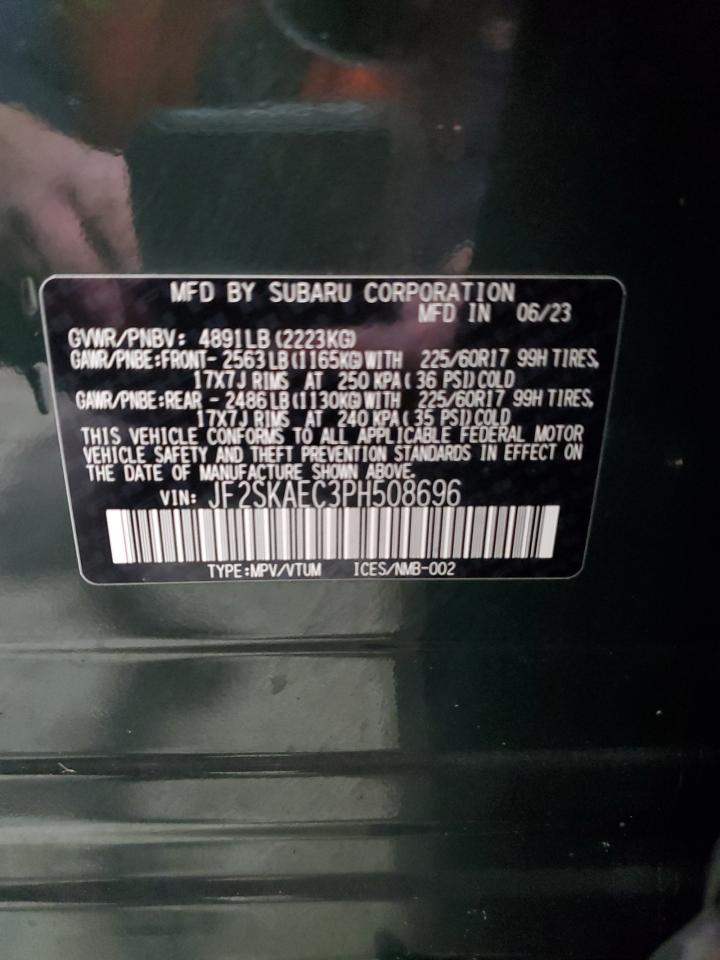 MFD BY SUBARU CORPORATION
MFD IN 06/23
GVWR/PNBV: 4891LB (2223KG)
GAWR/PNBE:FRONT- 2563LB (1165KG)WITH 225/60R17 99H TIRES,
17X7J RIMS AT 250 KPA( 36 PSI)COLD
GAWR/PNBE:REAR - 2486LB (1130KG)WITH 225/60R17 99H TIRES,
17X7J RIMS AT 240 KPA( 35 PSI)COLD
THIS VEHICLE CONFORMS TO ALL APPLICABLE FEDERAL MOTOR
VEHICLE SAFETY AND THEFT PREVENTION STANDARDS IN EFFECT ON
THE DATE OF MANUFACTURE SHOWN ABOVE.
VIN: JF2SKAEC3PH508696
TYPE:MPV/VTUM ICES/NMB-002